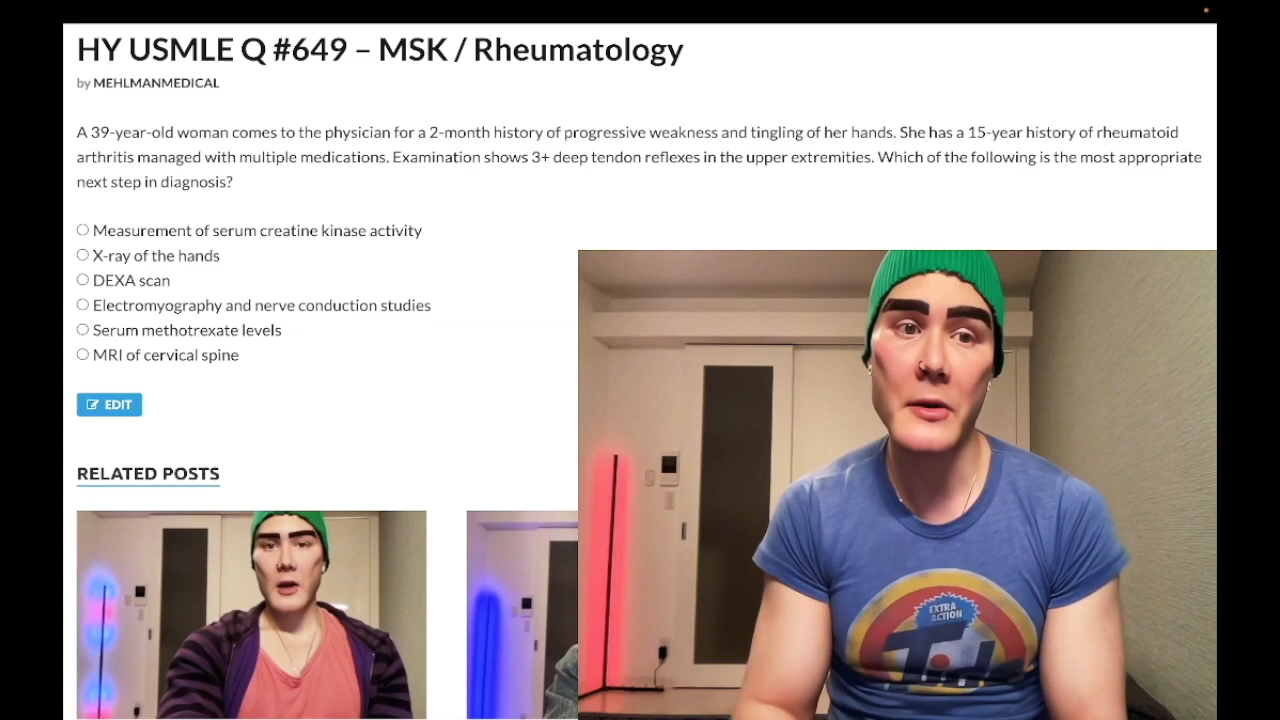 HY USMLE Q #649 – MSK / Rheumatology
by MEHLMANMEDICAL
A 39-year-old woman comes to the physician for a 2-month history of progressive weakness and tingling of her hands. She has a 15-year history of rheumatoid
arthritis managed with multiple medications. Examination shows 3+ deep tendon reflexes in the upper extremities. Which of the following is the most appropriate
next step in diagnosis?
Measurement of serum creatine kinase activity
X-ray of the hands
DEXA scan
Electromyography and nerve conduction studies
Serum methotrexate levels
MRI of cervical spine
EDIT
RELATED POSTS
EXTRA
ACTION